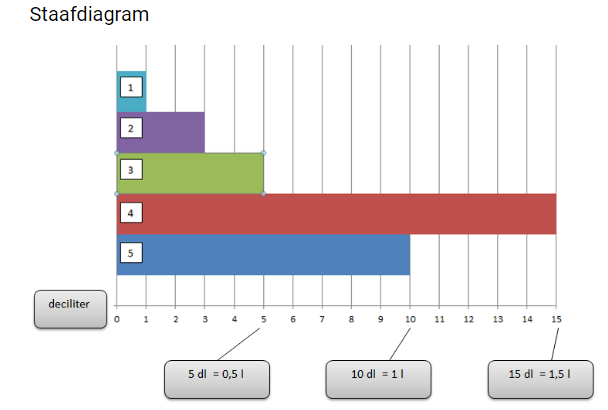 Staafdiagram
1
2
3
4
5
deciliter
0 1 2 3 4 5 6 7 8 9 10 11 12 13 14 15
5 dl = 0,5 l
10 dl = 1 l
15 dl = 1,5 l